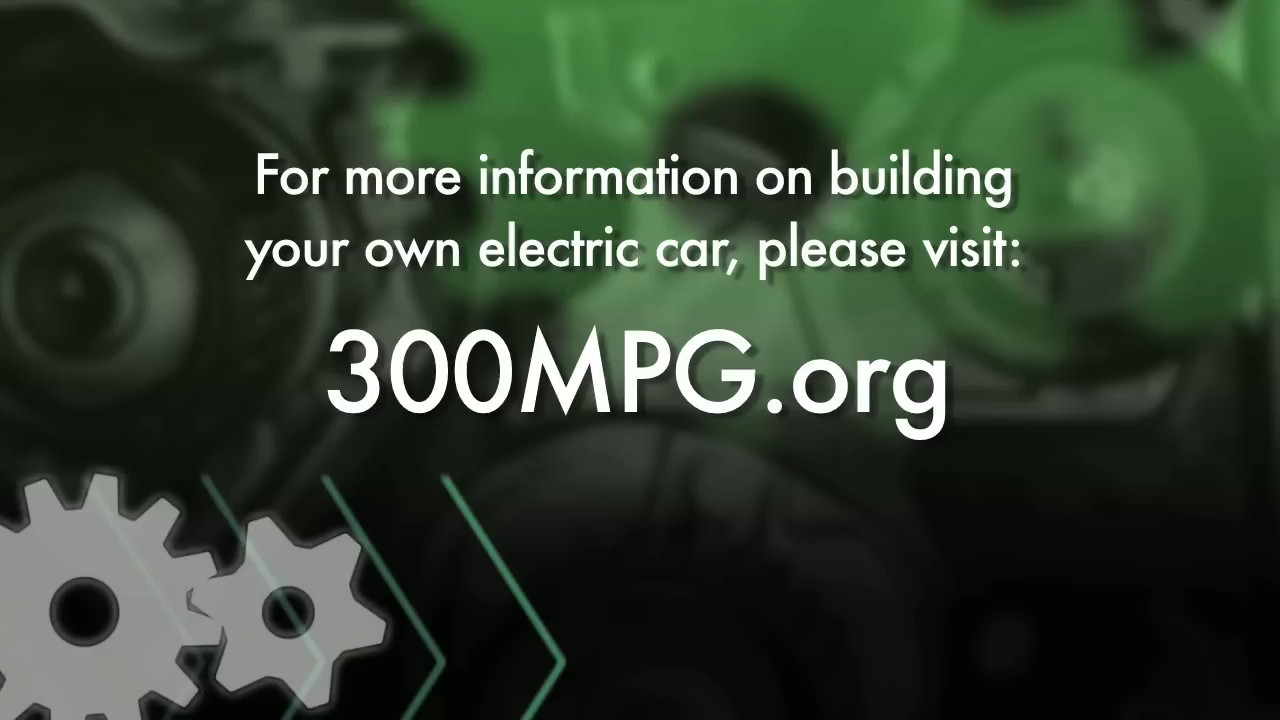 For more information on building
your own electric car, please visit:
300MPG.org